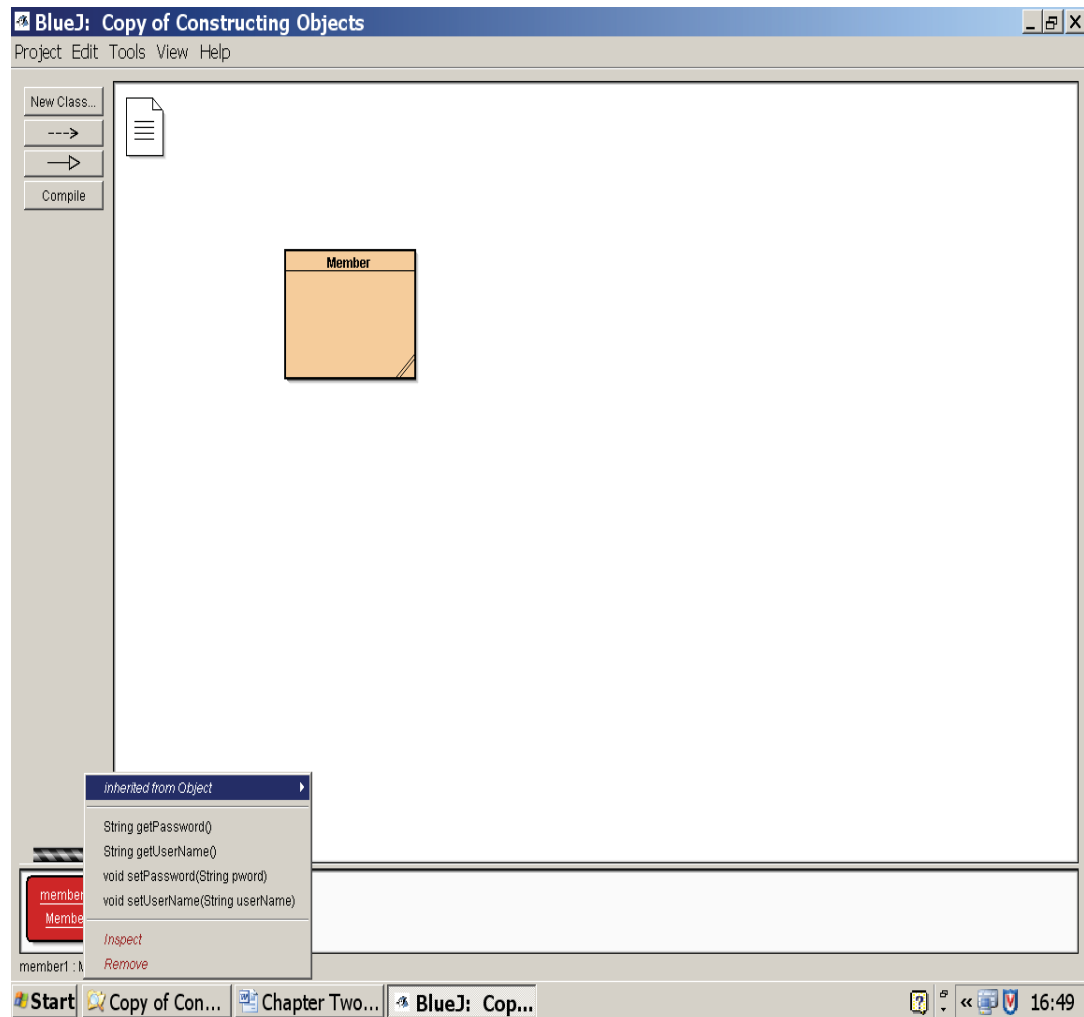 BlueJ: Copy of Constructing Objects
Project Edit Tools View Help
New Class...
Compile
Member
inherited from Object
String getPassword()
String getUserName()
void setPassword(String pword)
void setUserName(String userName)
Inspect
Remove
member
Membe
member1 : M
Start Copy of Con... Chapter Two... BlueJ: Cop... 16:49